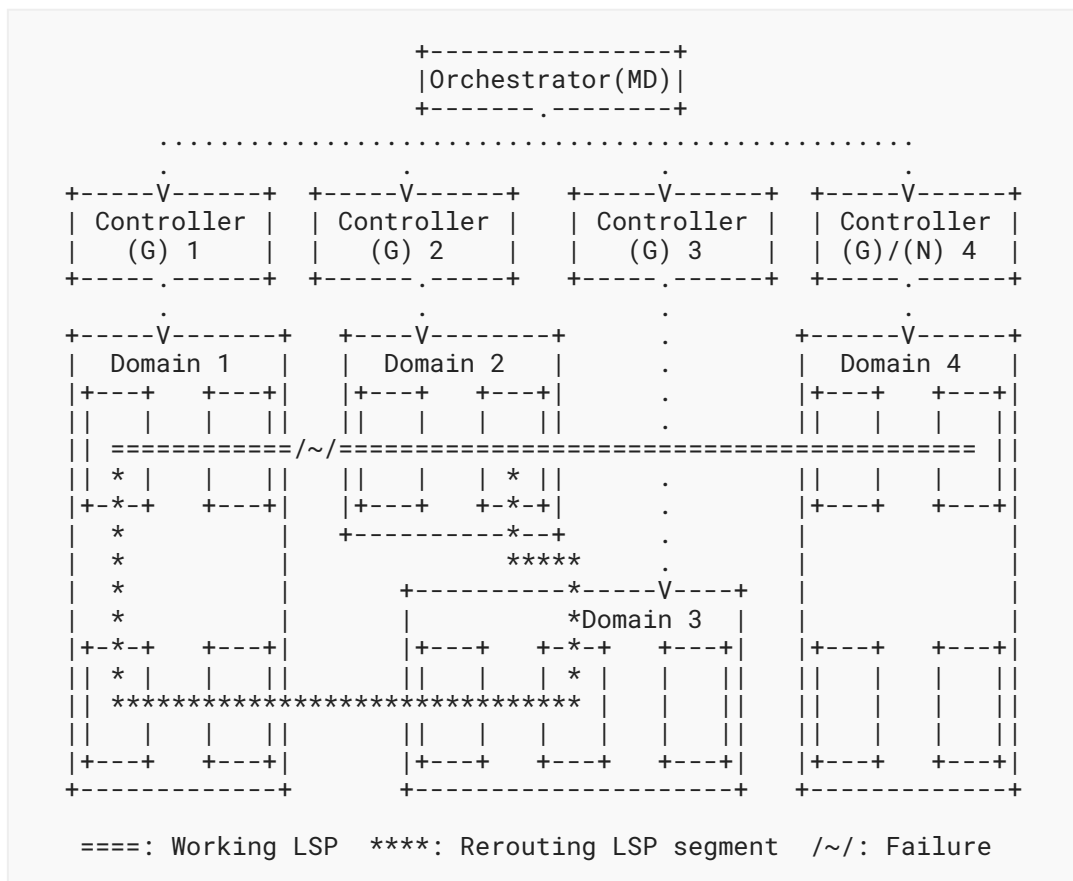 +----------------+
                         |Orchestrator(MD)|
                         +-------.--------+
        ..................................................
        .                .                .               .
  +-----V------+  +-----V------+   +-----V------+  +-----V------+
  | Controller |  | Controller |   | Controller |  | Controller |
  |   (G) 1    |  |   (G) 2    |   |   (G) 3    |  | (G)/(N) 4  |
  +-----.------+  +-----.------+   +-----.------+  +-----.------+
        .                .               .               .
  +-----V-------+   +----V--------+      .        +------V------+
  |  Domain 1   |   |  Domain 2   |      .        |  Domain 4   |
  |+---+   +---+|   |+---+   +---+|      .        |+---+   +---+|
  ||   |   |   ||   ||   |   |   ||      .        ||   |   |   ||
  || ============/~/========================================== ||
  || * |   |   ||   ||   |   | * ||      .        ||   |   |   ||
  |+-*-+   +---+|   |+---+   +-*-+|      .        |+---+   +---+|
  |  *          |   +----------*--+      .        |             |
  |  *          |              *****     .        |             |
  |  *          |       +----------*-----V----+   |             |
  |  *          |       |          *Domain 3  |   |             |
  |+-*-+   +---+|       |+---+   +-*-+   +---+|   |+---+   +---+|
  || * |   |   ||       ||   |   | * |   |   ||   ||   |   |   ||
  || ******************************* |   |   ||   ||   |   |   ||
  ||   |   |   ||       ||   |   |   |   |   ||   ||   |   |   ||
  |+---+   +---+|       |+---+   +---+   +---+|   |+---+   +---+|
  +-------------+       +---------------------+   +-------------+
====: Working LSP  ****: Rerouting LSP segment  /~/: Failure